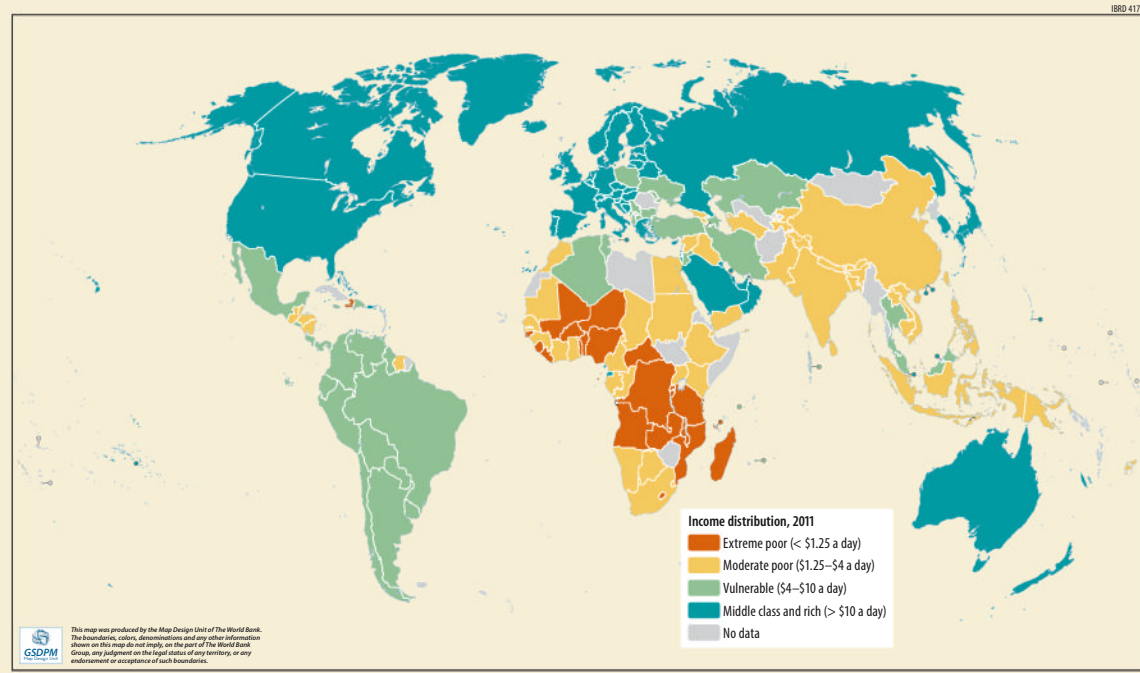 IBRD 417
Income distribution, 2011
Extreme poor (< $1.25 a day)
Moderate poor ($1.25–$4 a day)
Vulnerable ($4–$10 a day)
Middle class and rich (> $10 a day)
No data
GSDPM
Map Design Unit
This map was produced by the Map Design Unit of The World Bank.
The boundaries, colors, denominations and any other information
shown on this map do not imply, on the part of The World Bank
Group, any judgment on the legal status of any territory, or any
endorsement or acceptance of such boundaries.